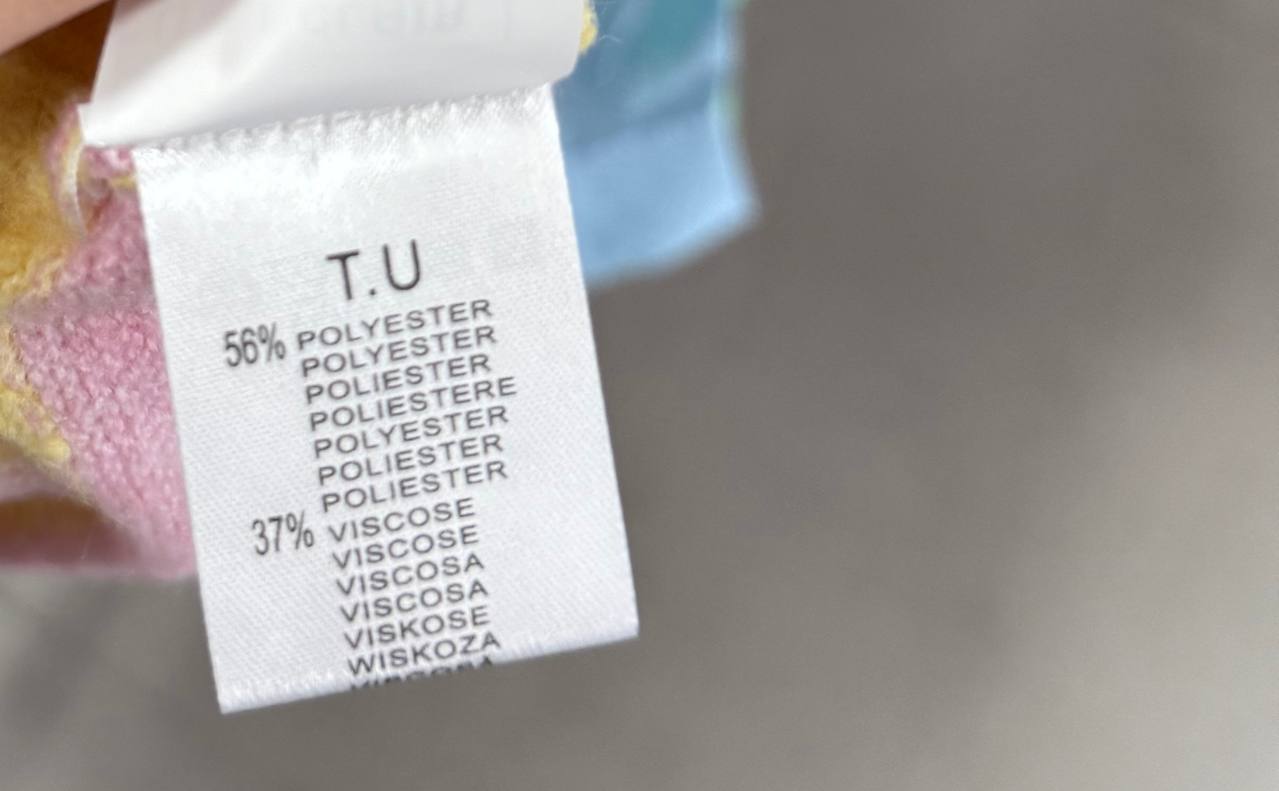 T.U
56% POLYESTER
POLYESTER
POLIESTER
POLIESTERE
POLYESTER
POLIESTER
POLIESTER
37% VISCOSE
VISCOSE
VISCOSA
VISCOSA
VISKOSE
WISKOZA